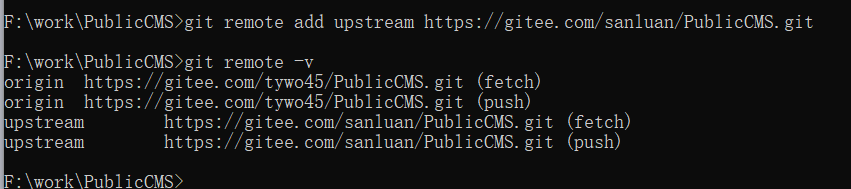 F:\work\PublicCMS>git remote add upstream https://gitee.com/sanluan/PublicCMS.git
F:\work\PublicCMS>git remote -v
origin  https://gitee.com/tywo45/PublicCMS.git (fetch)
origin  https://gitee.com/tywo45/PublicCMS.git (push)
upstream        https://gitee.com/sanluan/PublicCMS.git (fetch)
upstream        https://gitee.com/sanluan/PublicCMS.git (push)
F:\work\PublicCMS>